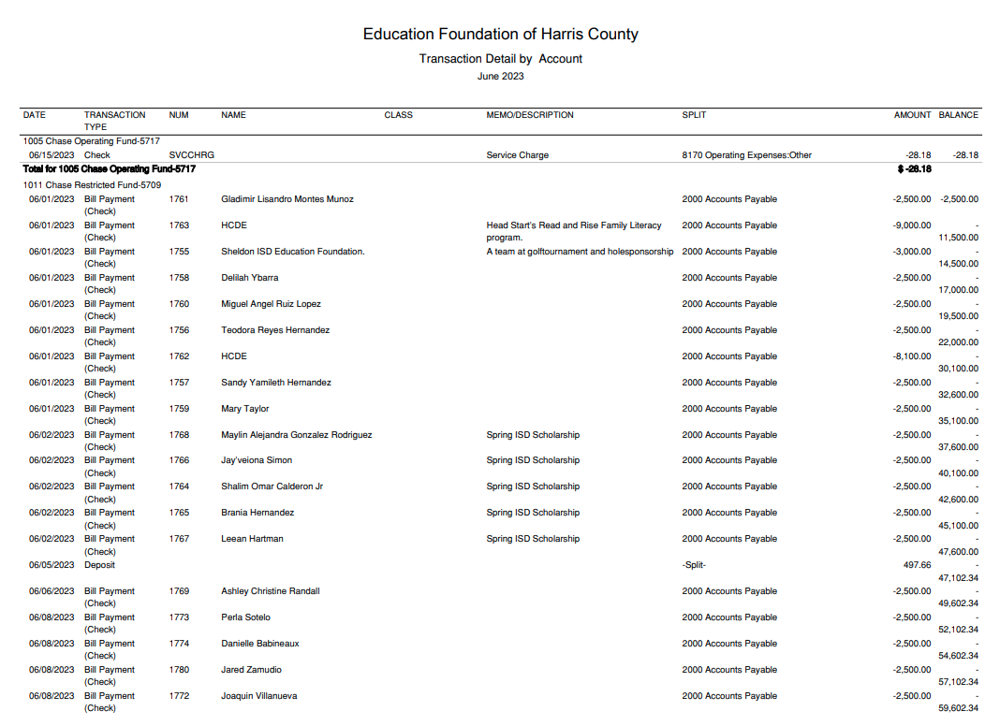 Education Foundation of Harris County
Transaction Detail by Account
June 2023
DATE TRANSACTION TYPE NUM NAME CLASS MEMO/DESCRIPTION SPLIT AMOUNT BALANCE
1005 Chase Operating Fund-5717
06/15/2023 Check SVCCHRG Service Charge 8170 Operating Expenses:Other -28.18 -28.18
Total for 1005 Chase Operating Fund-5717 $ -28.18
1011 Chase Restricted Fund-5709
06/01/2023 Bill Payment 1761 Gladimir Lisandro Montes Munoz 2000 Accounts Payable -2,500.00 -2,500.00
(Check)
06/01/2023 Bill Payment 1763 HCDE Head Start's Read and Rise Family Literacy 2000 Accounts Payable -9,000.00 -
(Check) program. 11,500.00
06/01/2023 Bill Payment 1755 Sheldon ISD Education Foundation. A team at golftournament and holesponsorship 2000 Accounts Payable -3,000.00 -
(Check) 14,500.00
06/01/2023 Bill Payment 1758 Delilah Ybarra 2000 Accounts Payable -2,500.00 -
(Check) 17,000.00
06/01/2023 Bill Payment 1760 Miguel Angel Ruiz Lopez 2000 Accounts Payable -2,500.00 -
(Check) 19,500.00
06/01/2023 Bill Payment 1756 Teodora Reyes Hernandez 2000 Accounts Payable -2,500.00 -
(Check) 22,000.00
06/01/2023 Bill Payment 1762 HCDE 2000 Accounts Payable -8,100.00 -
(Check) 30,100.00
06/01/2023 Bill Payment 1757 Sandy Yamileth Hernandez 2000 Accounts Payable -2,500.00 -
(Check) 32,600.00
06/01/2023 Bill Payment 1759 Mary Taylor 2000 Accounts Payable -2,500.00 -
(Check) 35,100.00
06/02/2023 Bill Payment 1768 Maylin Alejandra Gonzalez Rodriguez Spring ISD Scholarship 2000 Accounts Payable -2,500.00 -
(Check) 37,600.00
06/02/2023 Bill Payment 1766 Jay'veiona Simon Spring ISD Scholarship 2000 Accounts Payable -2,500.00 -
(Check) 40,100.00
06/02/2023 Bill Payment 1764 Shalim Omar Calderon Jr Spring ISD Scholarship 2000 Accounts Payable -2,500.00 -
(Check) 42,600.00
06/02/2023 Bill Payment 1765 Brania Hernandez Spring ISD Scholarship 2000 Accounts Payable -2,500.00 -
(Check) 45,100.00
06/02/2023 Bill Payment 1767 Leean Hartman Spring ISD Scholarship 2000 Accounts Payable -2,500.00 -
(Check) 47,600.00
06/05/2023 Deposit -Split- 497.66 -
47,102.34
06/06/2023 Bill Payment 1769 Ashley Christine Randall 2000 Accounts Payable -2,500.00 -
(Check) 49,602.34
06/08/2023 Bill Payment 1773 Perla Sotelo 2000 Accounts Payable -2,500.00 -
(Check) 52,102.34
06/08/2023 Bill Payment 1774 Danielle Babineaux 2000 Accounts Payable -2,500.00 -
(Check) 54,602.34
06/08/2023 Bill Payment 1780 Jared Zamudio 2000 Accounts Payable -2,500.00 -
(Check) 57,102.34
06/08/2023 Bill Payment 1772 Joaquin Villanueva 2000 Accounts Payable -2,500.00 -
(Check) 59,602.34